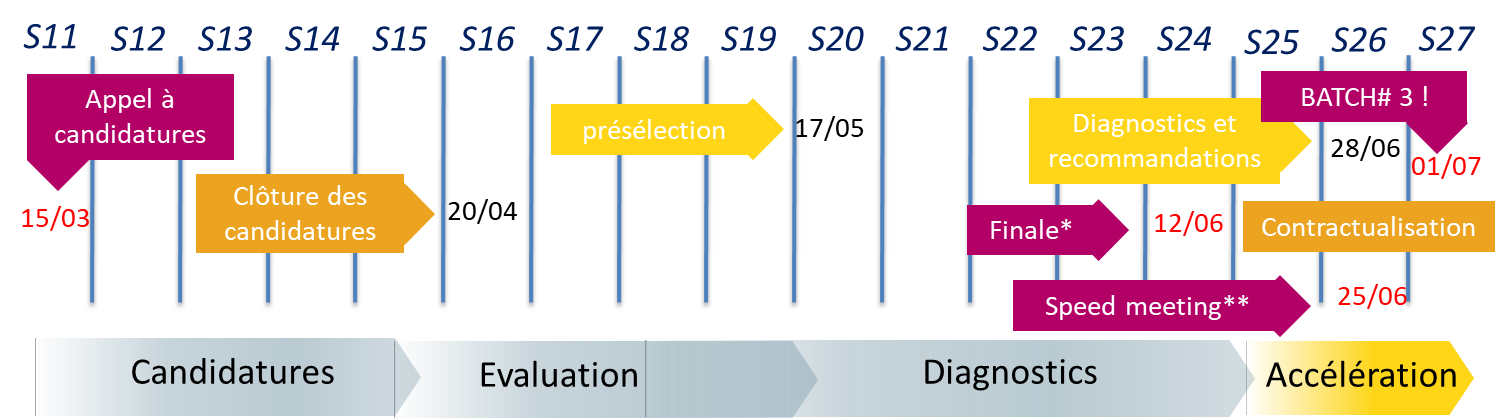 S11 S12 S13 S14 S15 S16 S17 S18 S19 S20 S21 S22 S23 S24 S25 S26 S27
Appel à
candidatures
15/03
Clôture des
candidatures
20/04
présélection
17/05
Diagnostics et
recommandations
28/06
BATCH# 3 !
01/07
Finale*
12/06
Contractualisation
Speed meeting**
25/06
Candidatures
Evaluation
Diagnostics
Accélération